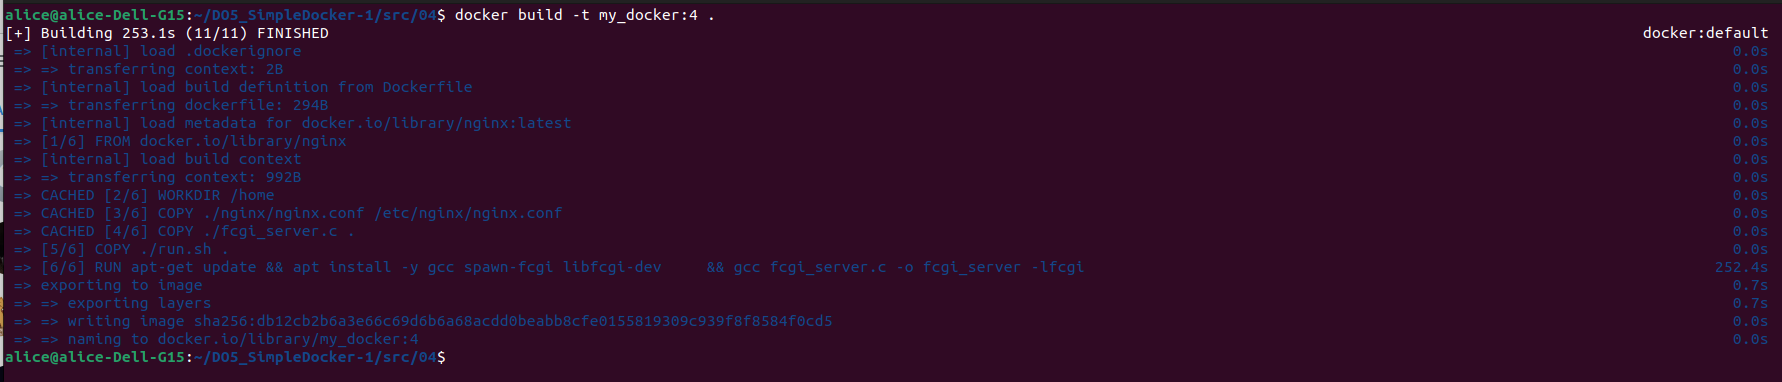 alice@alice-Dell-G15:~/DO5_SimpleDocker-1/src/04$ docker build -t my_docker:4 .
[+] Building 253.1s (11/11) FINISHED docker:default
=> [internal] load .dockerignore 0.0s
=> => transferring context: 2B 0.0s
=> [internal] load build definition from Dockerfile 0.0s
=> => transferring dockerfile: 294B 0.0s
=> [internal] load metadata for docker.io/library/nginx:latest 0.0s
=> [1/6] FROM docker.io/library/nginx 0.0s
=> [internal] load build context 0.0s
=> => transferring context: 992B 0.0s
=> CACHED [2/6] WORKDIR /home 0.0s
=> CACHED [3/6] COPY ./nginx/nginx.conf /etc/nginx/nginx.conf 0.0s
=> CACHED [4/6] COPY ./fcgi_server.c . 0.0s
=> [5/6] COPY ./run.sh . 0.0s
=> [6/6] RUN apt-get update && apt install -y gcc spawn-fcgi libfcgi-dev     && gcc fcgi_server.c -o fcgi_server -lfcgi 252.4s
=> exporting to image 0.7s
=> => exporting layers 0.7s
=> => writing image sha256:db12cb2b6a3e66c69d6b6a68acdd0beabb8cfe0155819309c939f8f8584f0cd5 0.0s
=> => naming to docker.io/library/my_docker:4 0.0s
alice@alice-Dell-G15:~/DO5_SimpleDocker-1/src/04$